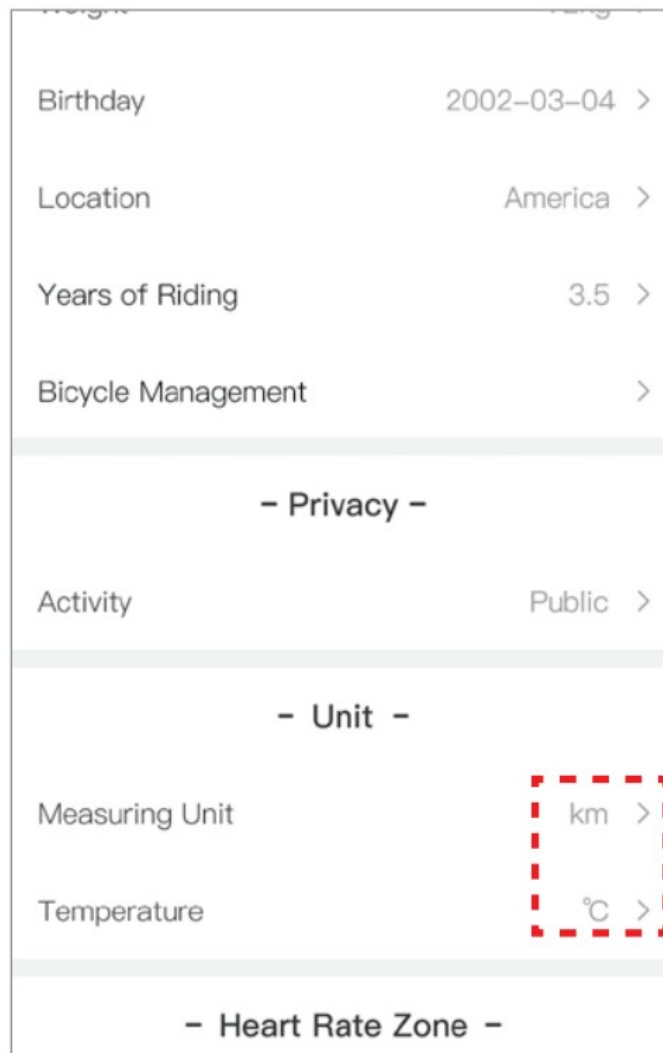 Birthday 2002-03-04 >
Location America >
Years of Riding 3.5 >
Bicycle Management >
- Privacy -
Activity Public >
- Unit -
Measuring Unit km >
Temperature °C >
- Heart Rate Zone -